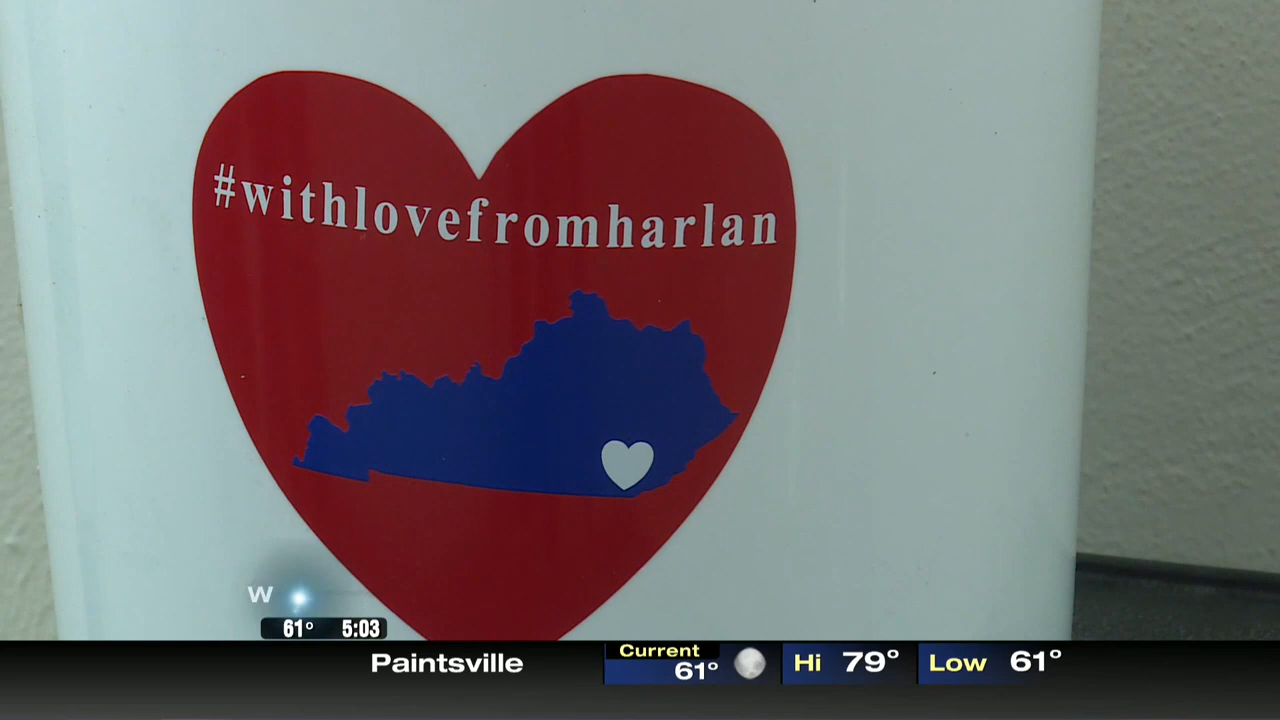 #withlovefromharlan
W
61° 5:03
Paintsville
Current
61°
Hi 79°
Low 61°